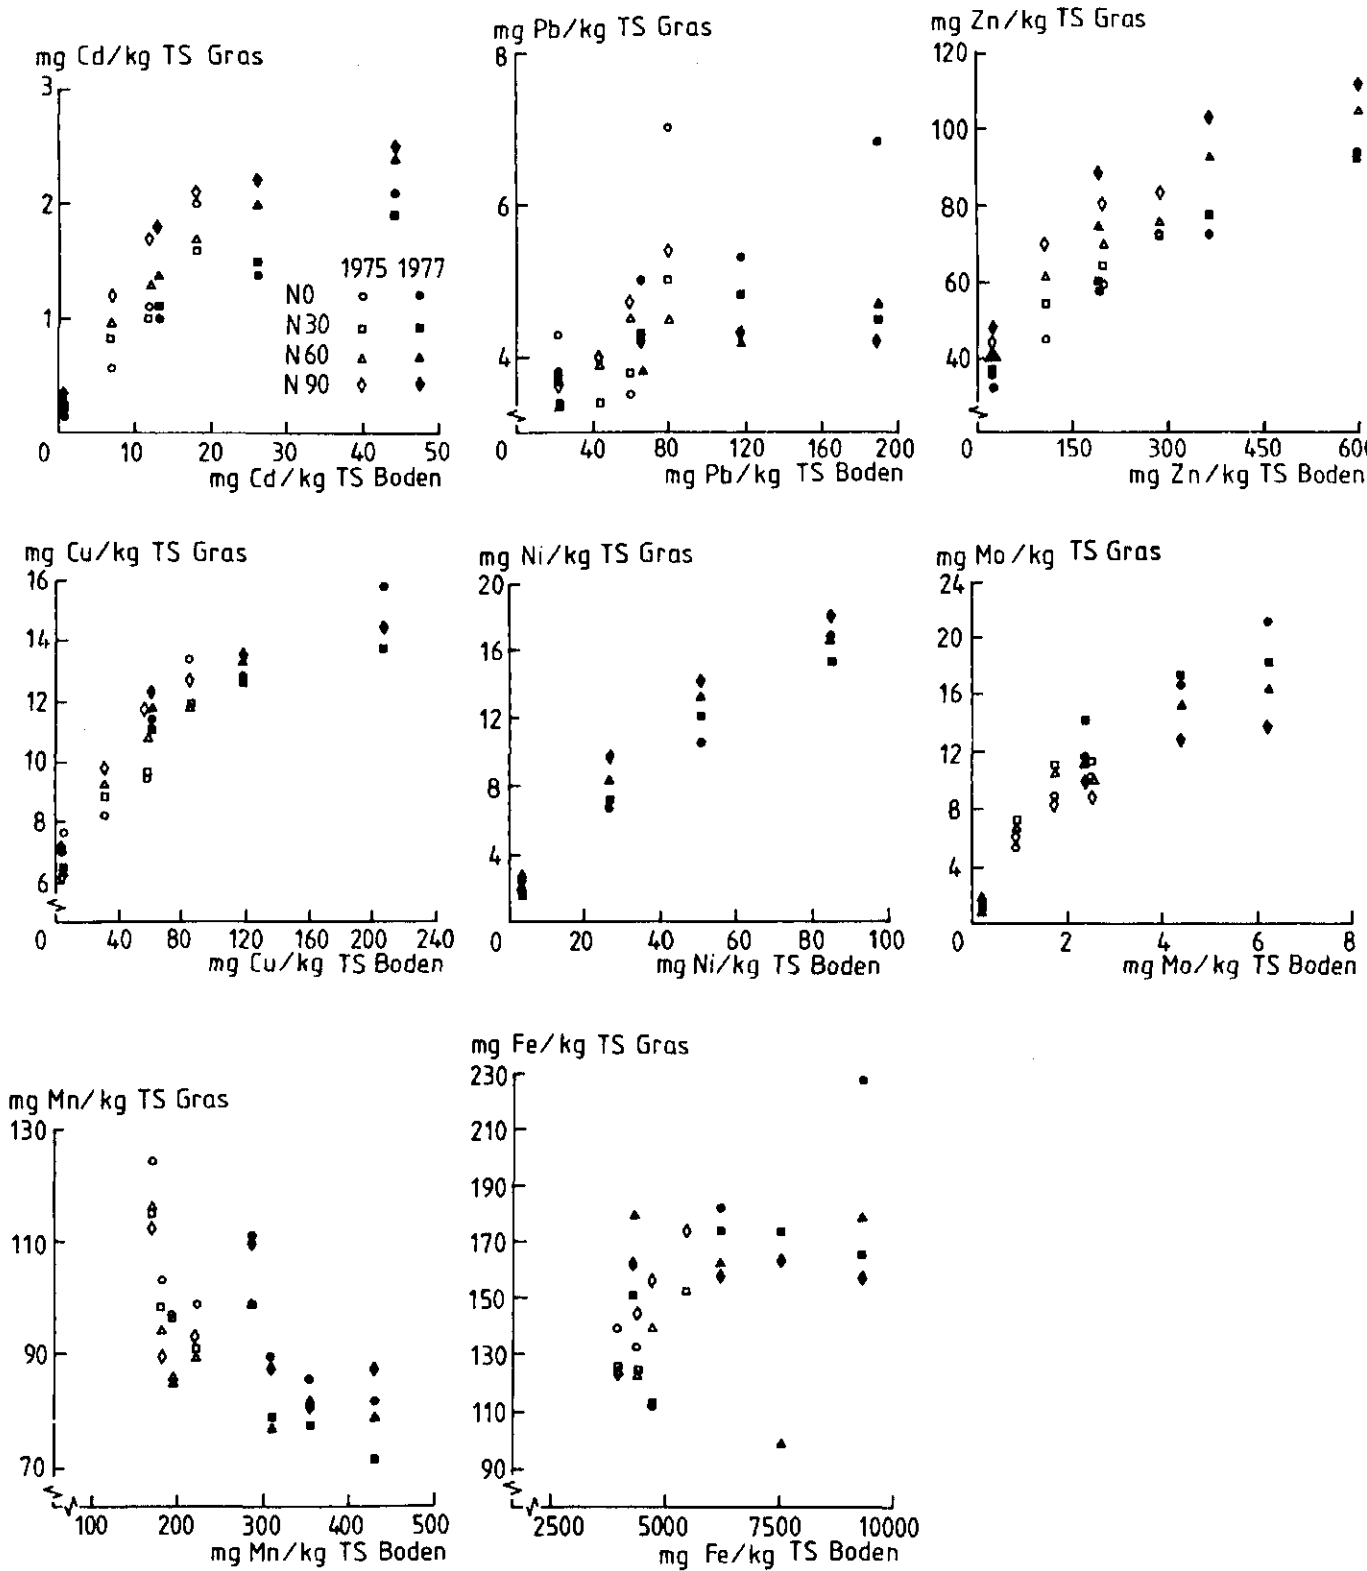 mg Cd/kg TS Gras
3
2
1
0 10 20 30 40 50
mg Cd/kg TS Boden
1975 1977
N0
N30
N60
N90
mg Pb/kg TS Gras
8
6
4
0 40 80 120 160 200
mg Pb/kg TS Boden
mg Zn/kg TS Gras
120
100
80
60
40
0 150 300 450 600
mg Zn/kg TS Boden
mg Cu/kg TS Gras
16
14
12
10
8
6
0 40 80 120 160 200 240
mg Cu/kg TS Boden
mg Ni/kg TS Gras
20
16
12
8
4
0 20 40 60 80 100
mg Ni/kg TS Boden
mg Mo/kg TS Gras
24
20
16
12
8
4
0 2 4 6 8
mg Mo/kg TS Boden
mg Mn/kg TS Gras
130
110
90
70
100 200 300 400 500
mg Mn/kg TS Boden
mg Fe/kg TS Gras
230
210
190
170
150
130
110
90
2500 5000 7500 10000
mg Fe/kg TS Boden